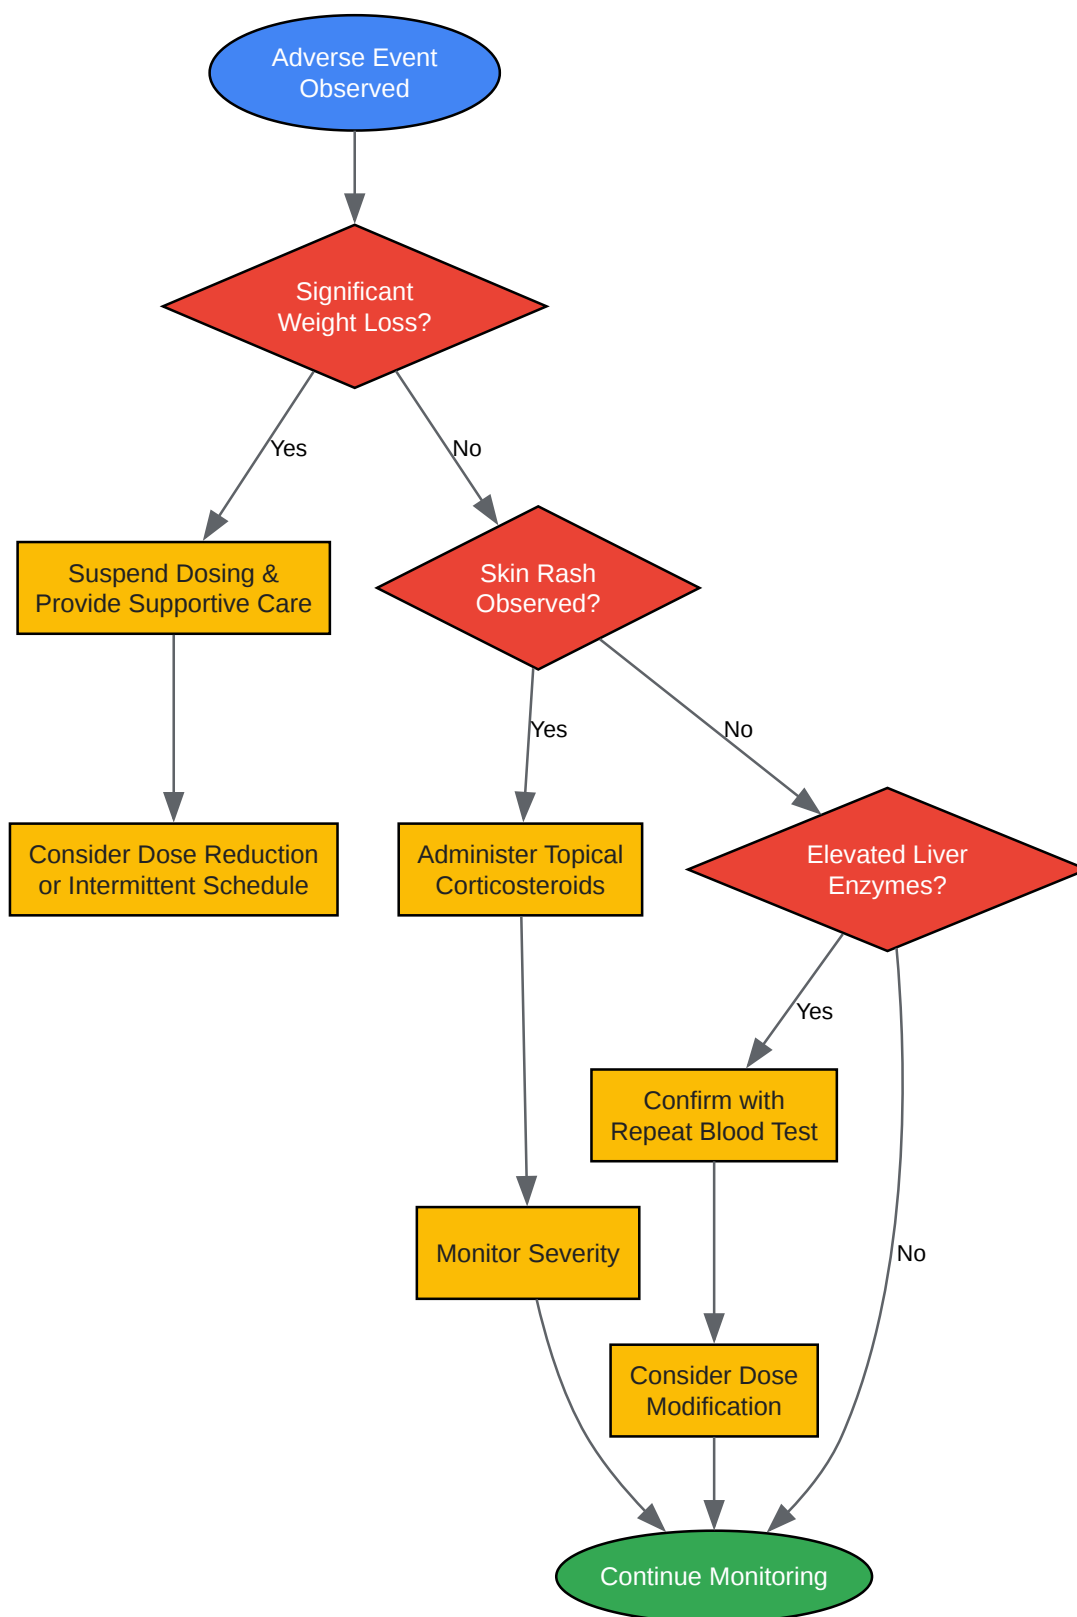 Adverse Event
Observed
Significant
Weight Loss?
Yes
No
Suspend Dosing &
Provide Supportive Care
Skin Rash
Observed?
Yes
No
Consider Dose Reduction
or Intermittent Schedule
Administer Topical
Corticosteroids
Elevated Liver
Enzymes?
Yes
Confirm with
Repeat Blood Test
Monitor Severity
No
Consider Dose
Modification
Continue Monitoring